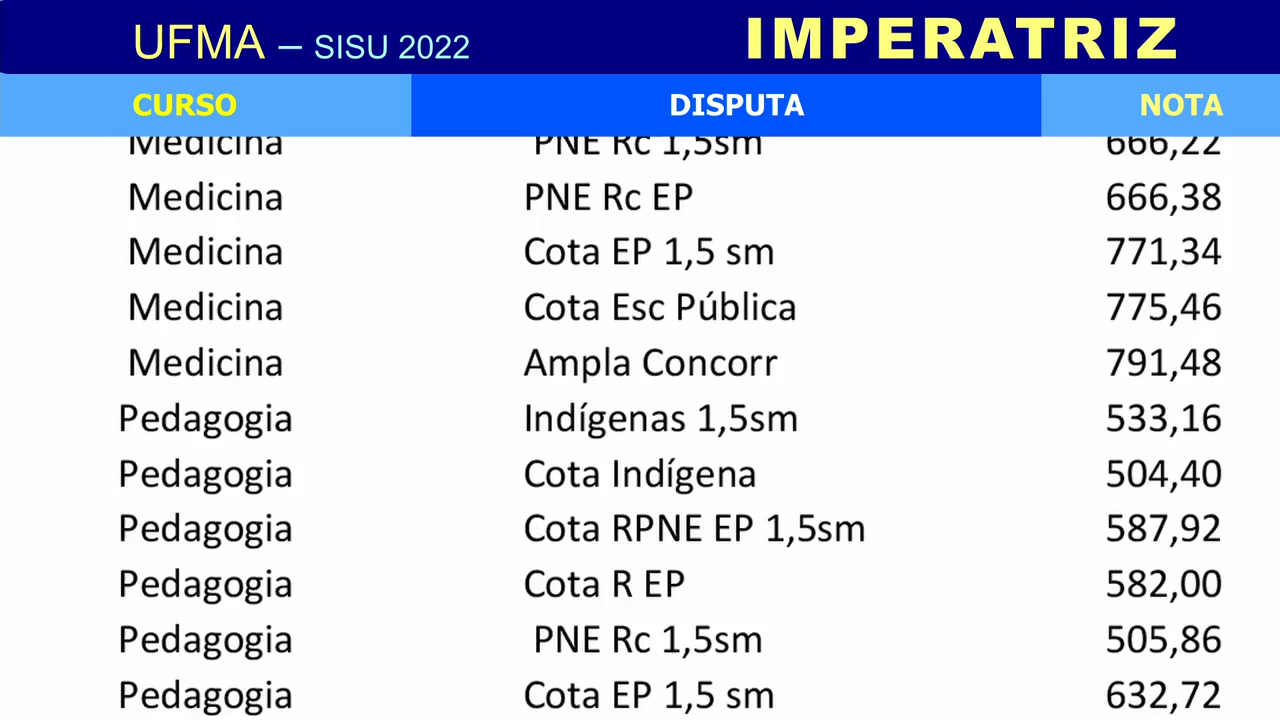 UFMA – SISU 2022 IMPERATRIZ
CURSO DISPUTA NOTA
Medicina PNE Rc 1,5sm 666,22
Medicina PNE Rc EP 666,38
Medicina Cota EP 1,5 sm 771,34
Medicina Cota Esc Pública 775,46
Medicina Ampla Concorr 791,48
Pedagogia Indígenas 1,5sm 533,16
Pedagogia Cota Indígena 504,40
Pedagogia Cota RPNE EP 1,5sm 587,92
Pedagogia Cota R EP 582,00
Pedagogia PNE Rc 1,5sm 505,86
Pedagogia Cota EP 1,5 sm 632,72